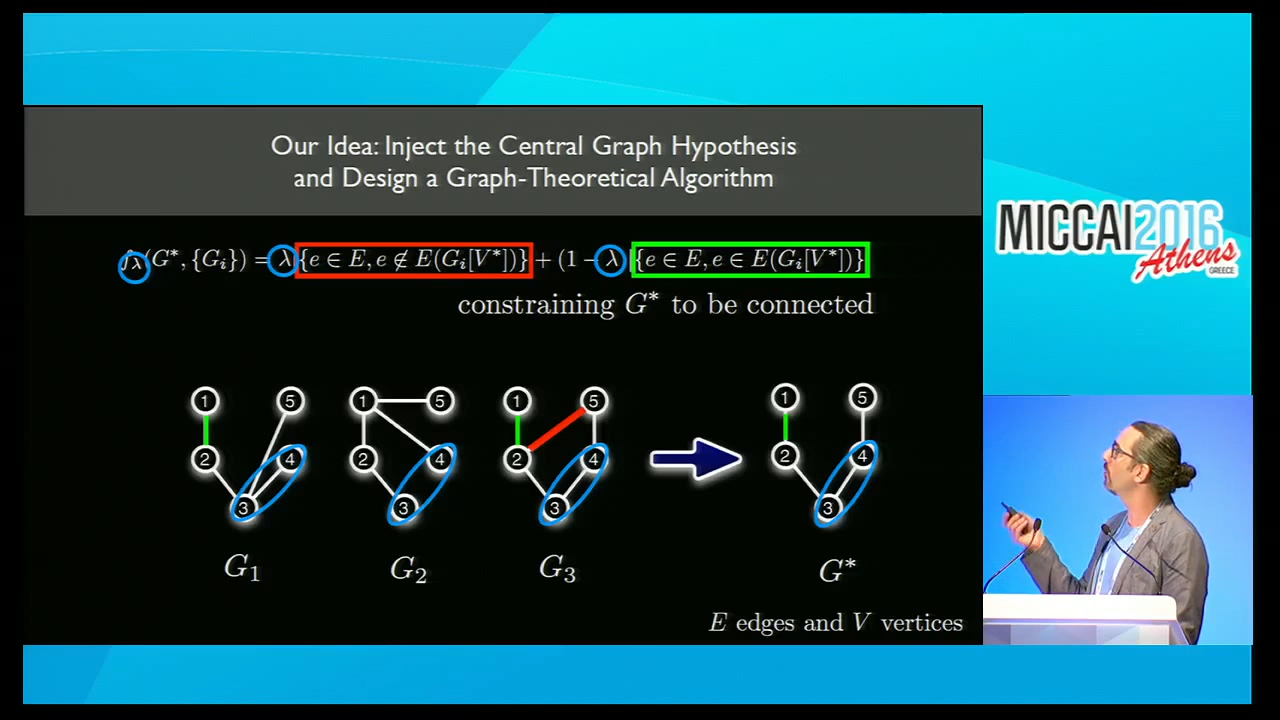 Our Idea: Inject the Central Graph Hypothesis
and Design a Graph-Theoretical Algorithm
fλ(G*, {Gi}) = λ{e ∈ E, e ∉ E(Gi[V*])} + (1 − λ){e ∈ E, e ∈ E(Gi[V*])}
constraining G* to be connected
MICCAI2016
Athens
GREECE
1 5 1 5 1 5 1 5
2 4 2 4 2 4 2 4
3 3 3 3
G1 G2 G3 G*
E edges and V vertices